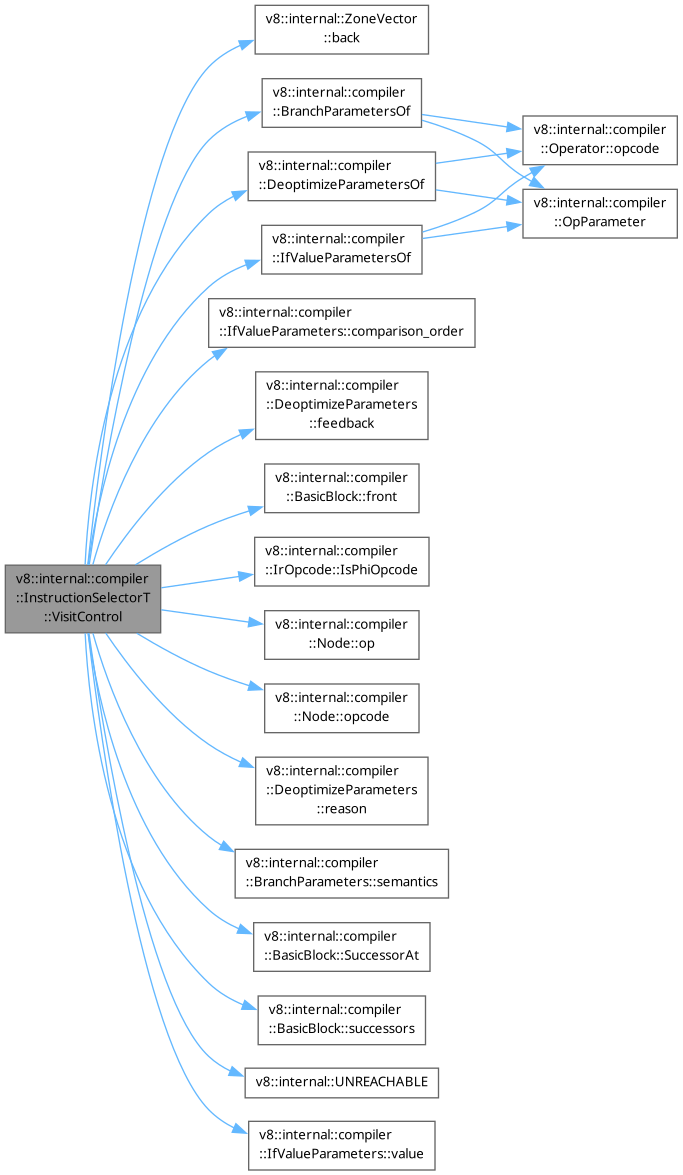 v8::internal::ZoneVector
::back
v8::internal::compiler
::BranchParametersOf
v8::internal::compiler
::Operator::opcode
v8::internal::compiler
::DeoptimizeParametersOf
v8::internal::compiler
::OpParameter
v8::internal::compiler
::IfValueParametersOf
v8::internal::compiler
::IfValueParameters::comparison_order
v8::internal::compiler
::DeoptimizeParameters
::feedback
v8::internal::compiler
::BasicBlock::front
v8::internal::compiler
::IrOpcode::IsPhiOpcode
v8::internal::compiler
::InstructionSelectorT
::VisitControl
v8::internal::compiler
::Node::op
v8::internal::compiler
::Node::opcode
v8::internal::compiler
::DeoptimizeParameters
::reason
v8::internal::compiler
::BranchParameters::semantics
v8::internal::compiler
::BasicBlock::SuccessorAt
v8::internal::compiler
::BasicBlock::successors
v8::internal::UNREACHABLE
v8::internal::compiler
::IfValueParameters::value